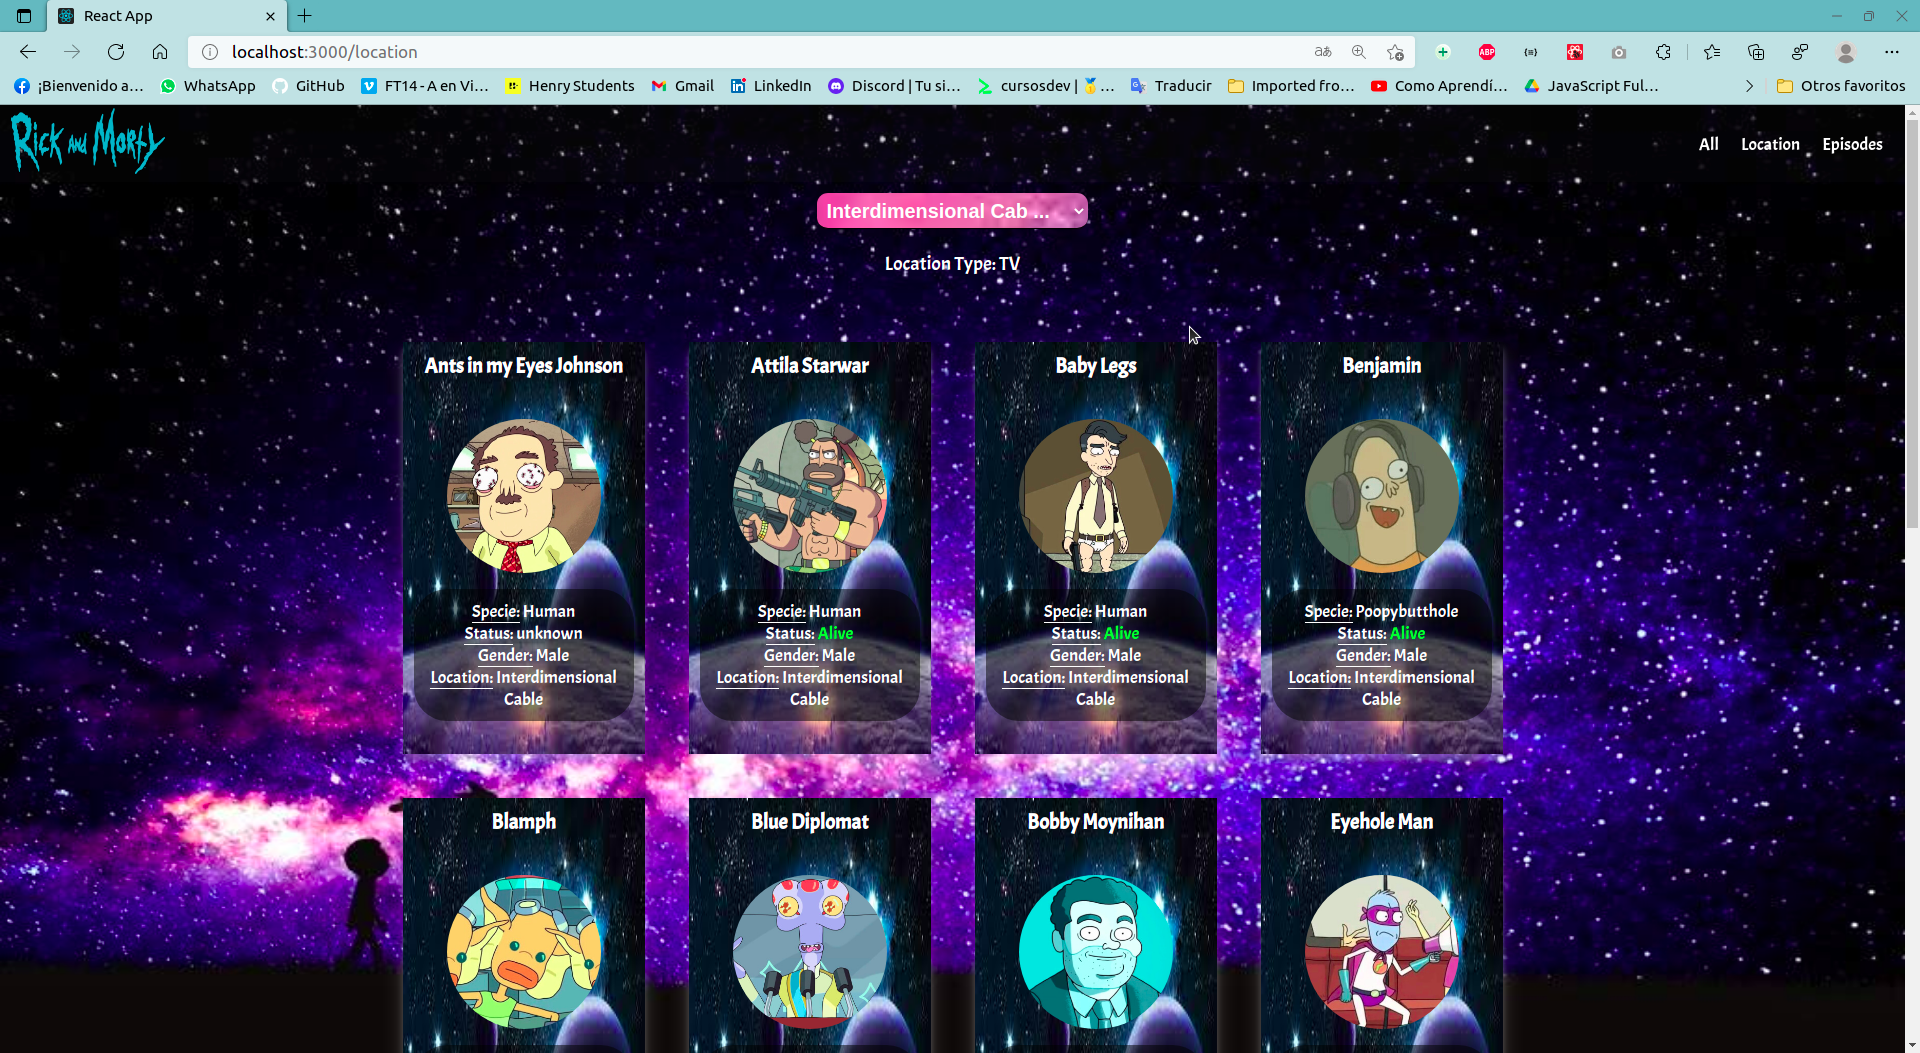 React App
localhost:3000/location
¡Bienvenido a...
WhatsApp
GitHub
FT14 - A en Vi...
Henry Students
Gmail
LinkedIn
Discord | Tu si...
cursosdev | 🥇...
Traducir
Imported fro...
Como Aprendí...
JavaScript Ful...
Otros favoritos
Rick and Morty
All
Location
Episodes
Interdimensional Cab ...
Location Type: TV
Ants in my Eyes Johnson
Specie: Human
Status: unknown
Gender: Male
Location: Interdimensional
Cable
Attila Starwar
Specie: Human
Status: Alive
Gender: Male
Location: Interdimensional
Cable
Baby Legs
Specie: Human
Status: Alive
Gender: Male
Location: Interdimensional
Cable
Benjamin
Specie: Poopybutthole
Status: Alive
Gender: Male
Location: Interdimensional
Cable
Blamph
Blue Diplomat
Bobby Moynihan
Eyehole Man